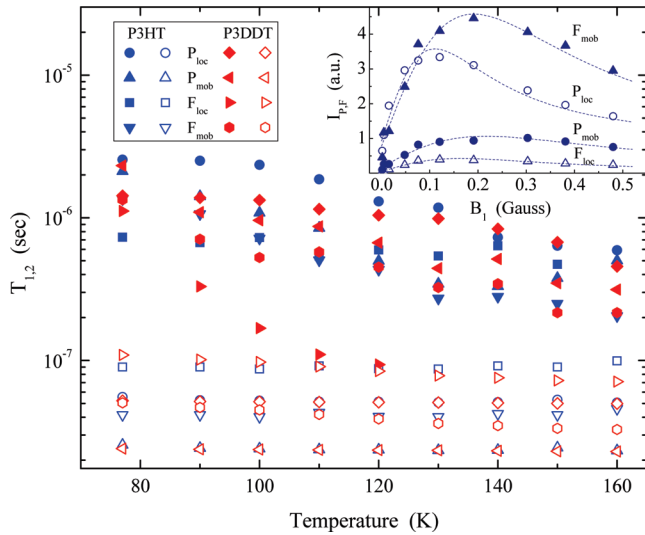 P3HT P3DDT
P_loc
P_mob
F_loc
F_mob
I_P,F (a.u.)
4
3
2
1
F_mob
P_loc
P_mob
F_loc
0.0 0.1 0.2 0.3 0.4 0.5
B_1 (Gauss)
T_1,2 (sec)
10^-5
10^-6
10^-7
80 100 120 140 160
Temperature (K)